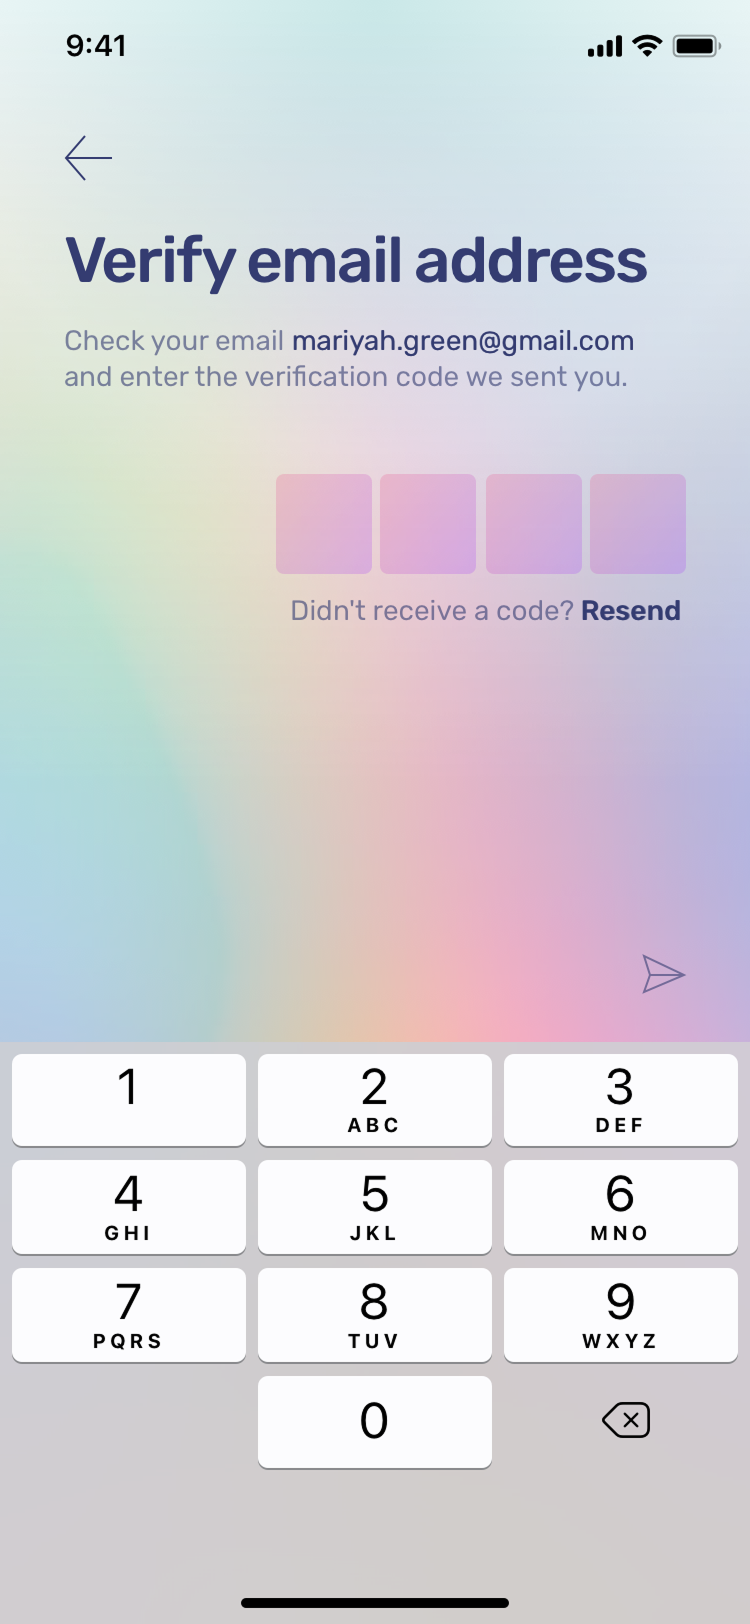 9:41
Verify email address
Check your email mariyah.green@gmail.com
and enter the verification code we sent you.
Didn't receive a code? Resend
1 2 3
ABC DEF
4 5 6
GHI JKL MNO
7 8 9
PQRS TUV WXYZ
0